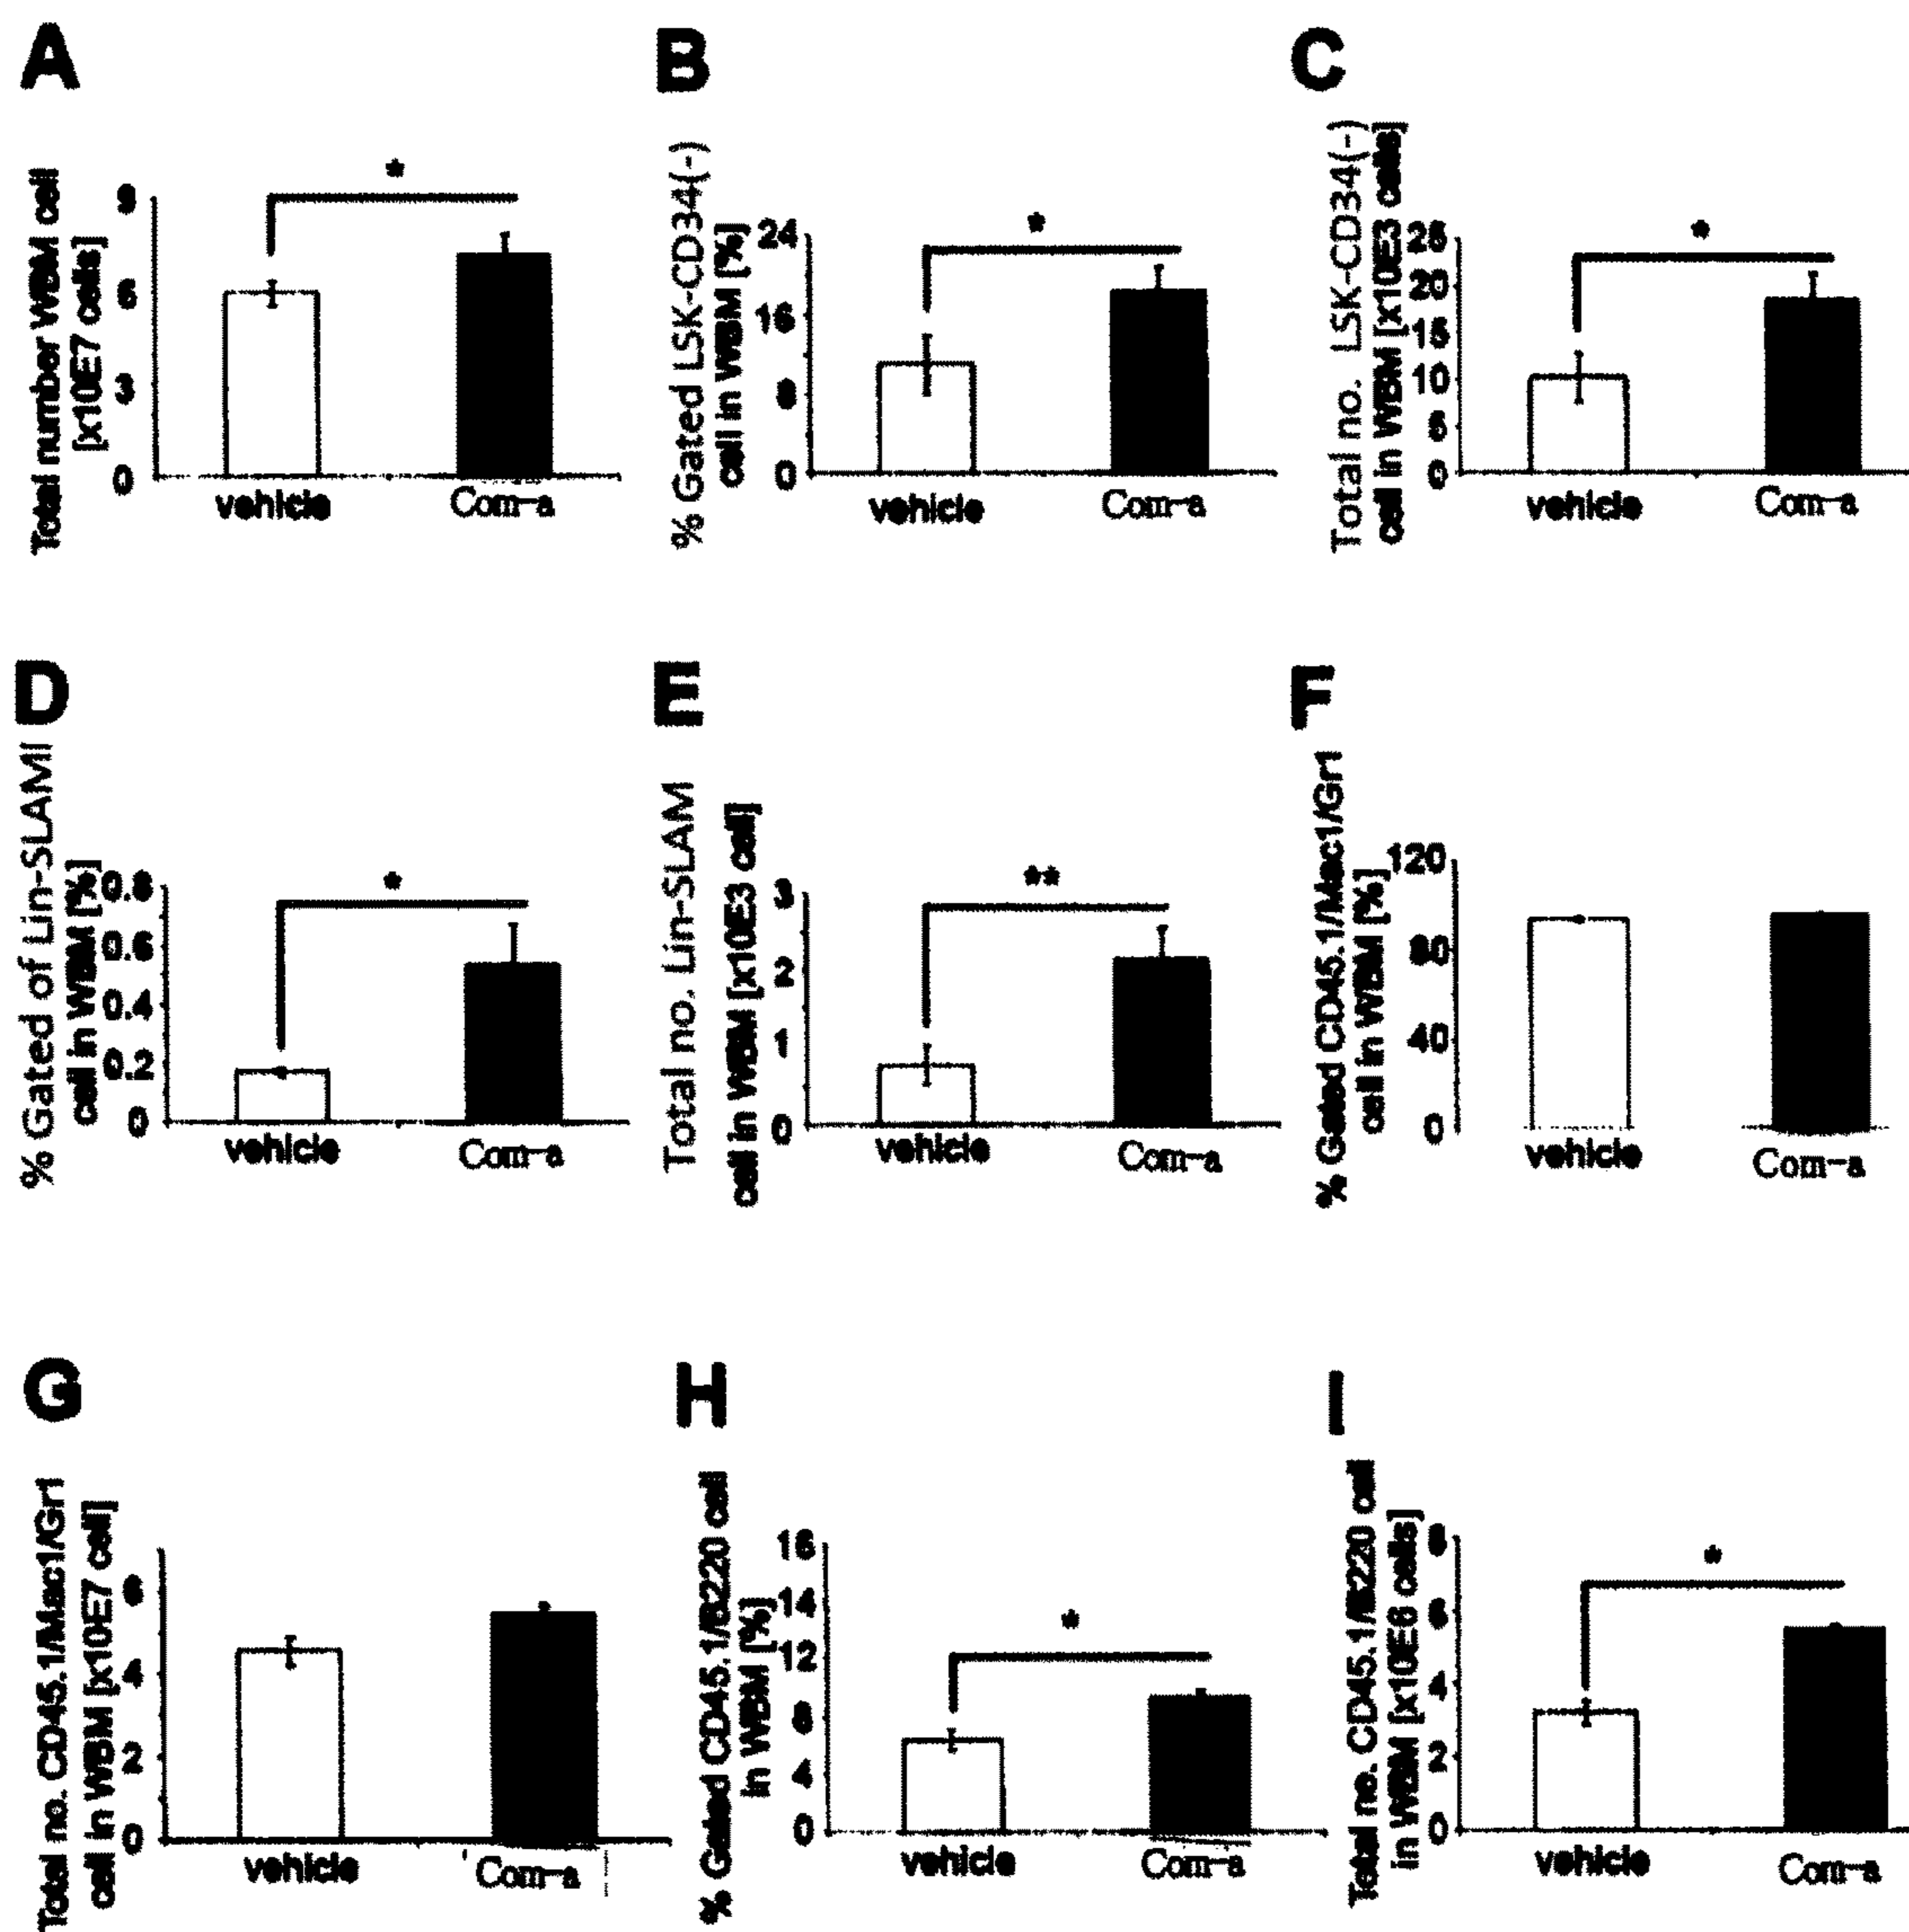 A
Total number WBM cell
[x10E7 cells]
9
6
3
0
*
vehicle
Com-a
B
% Gated LSK-CD34(-)
cell in WBM [%]
24
16
8
0
*
vehicle
Com-a
C
Total no. LSK-CD34(-)
cell in WBM [x10E3 cells]
25
20
15
10
5
0
*
vehicle
Com-a
D
% Gated of Lin-SLAM
cell in WBM [%]
0.8
0.6
0.4
0.2
0
*
vehicle
Com-a
E
Total no. Lin-SLAM
cell in WBM [x10E3 cell]
3
2
1
0
**
vehicle
Com-a
F
% Gated CD45.1/Mac1/Gr1
cell in WBM [%]
120
80
40
0
vehicle
Com-a
G
Total no. CD45.1/Mac1/Gr1
cell in WBM [x10E7 cell]
6
4
2
0
vehicle
Com-a
H
% Gated CD45.1/B220 cell
in WBM [%]
16
14
12
8
4
0
*
vehicle
Com-a
I
Total no. CD45.1/B220 cell
in WBM [x10E6 cells]
8
6
4
2
0
*
vehicle
Com-a